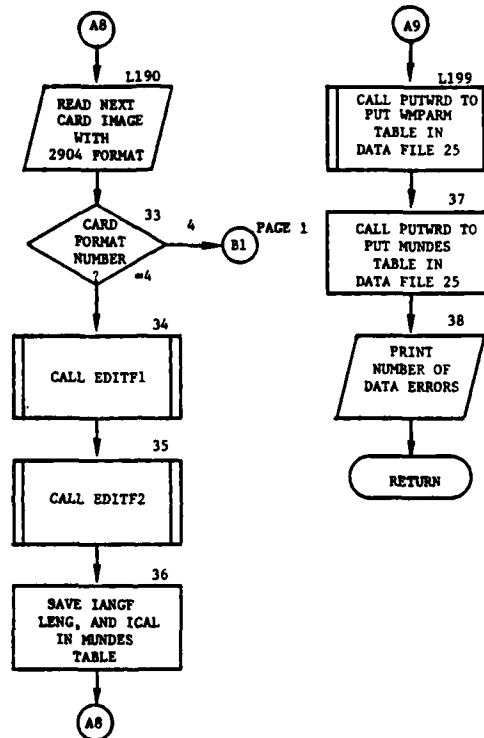 A8
L190
READ NEXT
CARD IMAGE
WITH
2904 FORMAT
33
CARD
FORMAT
NUMBER
?
4
B1
PAGE 1
=4
34
CALL EDITF1
35
CALL EDITF2
36
SAVE IANGF
LENG, AND ICAL
IN MUNDES
TABLE
A8
A9
L199
CALL PUTWRD TO
PUT WMPARM
TABLE IN
DATA FILE 25
37
CALL PUTWRD TO
PUT MUNDES
TABLE IN
DATA FILE 25
38
PRINT
NUMBER OF
DATA ERRORS
RETURN